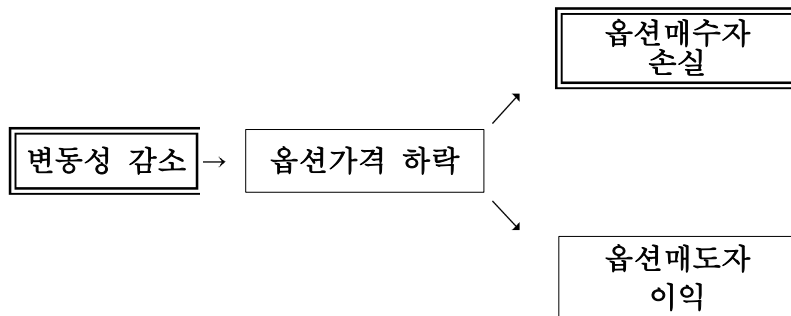 옵션매수자
손실
변동성 감소 → 옵션가격 하락
옵션매도자
이익